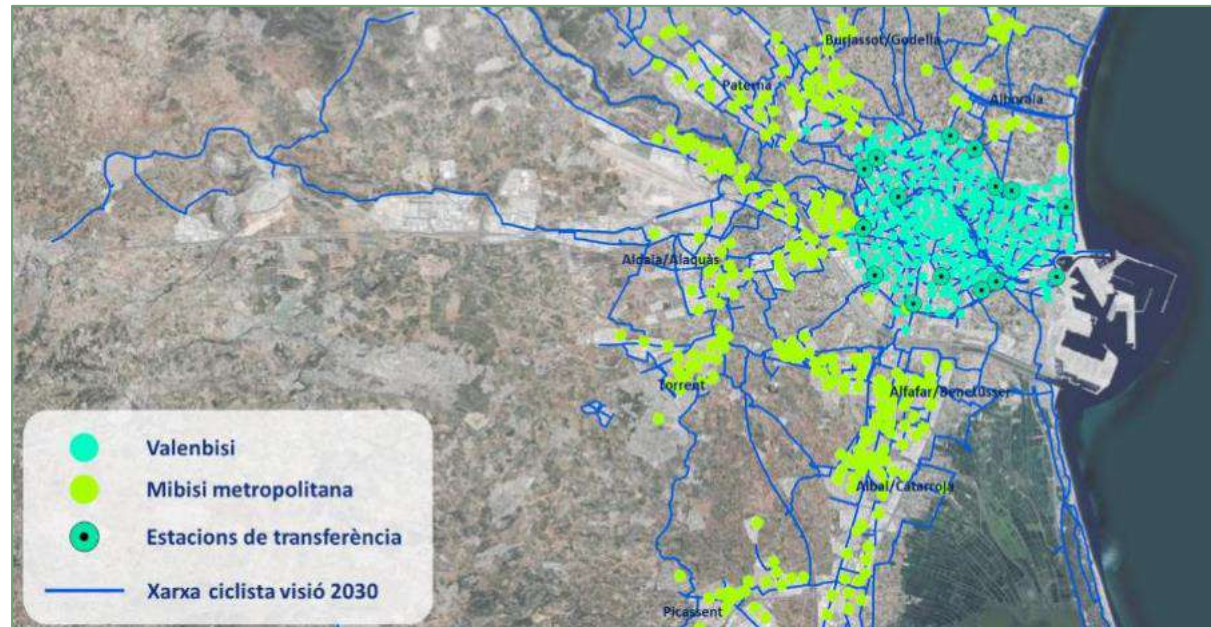 Burjassot/Godella
Paterna
Alboraia
Aldaia/Alaquàs
Torrent
Alfafar/Benetússer
Albal/Catarroja
Picassent
Valenbisi
Mibisi metropolitana
Estacions de transferència
Xarxa ciclista visió 2030